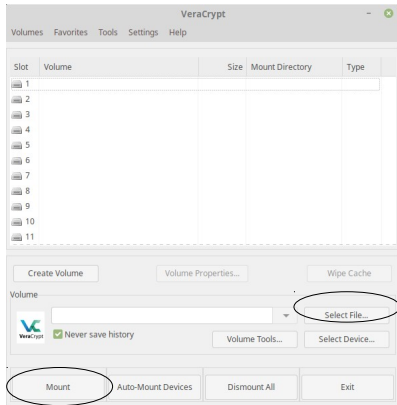 VeraCrypt
Volumes Favorites Tools Settings Help
Slot Volume Size Mount Directory Type
1
2
3
4
5
6
7
8
9
10
11
Create Volume Volume Properties... Wipe Cache
Volume
Select File...
VC
VeraCrypt
Never save history
Volume Tools... Select Device...
Mount Auto-Mount Devices Dismount All Exit